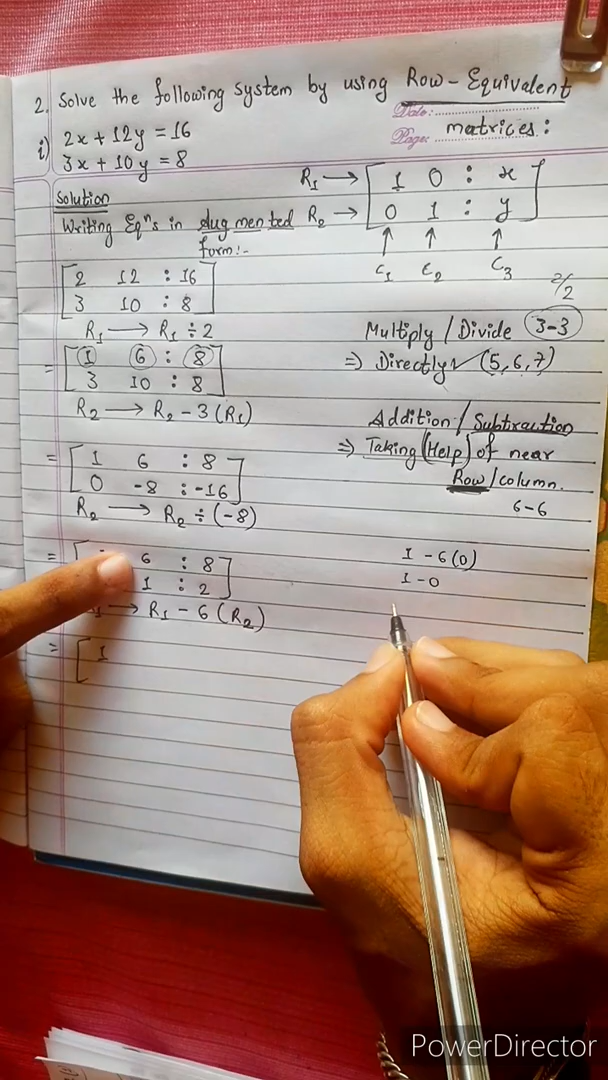 2. Solve the following system by using Row-Equivalent
Date:
Page: matrices:
i) 2x + 12y = 16
3x + 10y = 8
Solution
Writing Eqⁿs in Augmented
form:-
R₁ → [ 1 0 : x ]
R₂ → [ 0 1 : y ]
↑ ↑ ↑
C₁ C₂ C₃
[ 2 12 : 16 ]
[ 3 10 : 8 ]
R₁ → R₁ ÷ 2
= [ 1 6 : 8 ]
[ 3 10 : 8 ]
R₂ → R₂ - 3 (R₁)
= [ 1 6 : 8 ]
[ 0 -8 : -16 ]
R₂ → R₂ ÷ (-8)
= [ 6 : 8 ]
1 : 2 ]
→ R₁ - 6 (R₂)
= [ 1
2/2
Multiply / Divide 3-3
⇒ Directly ✓ (5, 6, 7)
Addition / Subtraction
⇒ Taking (Help) of near
Row/column.
6-6
1 - 6(0)
1 - 0
PowerDirector